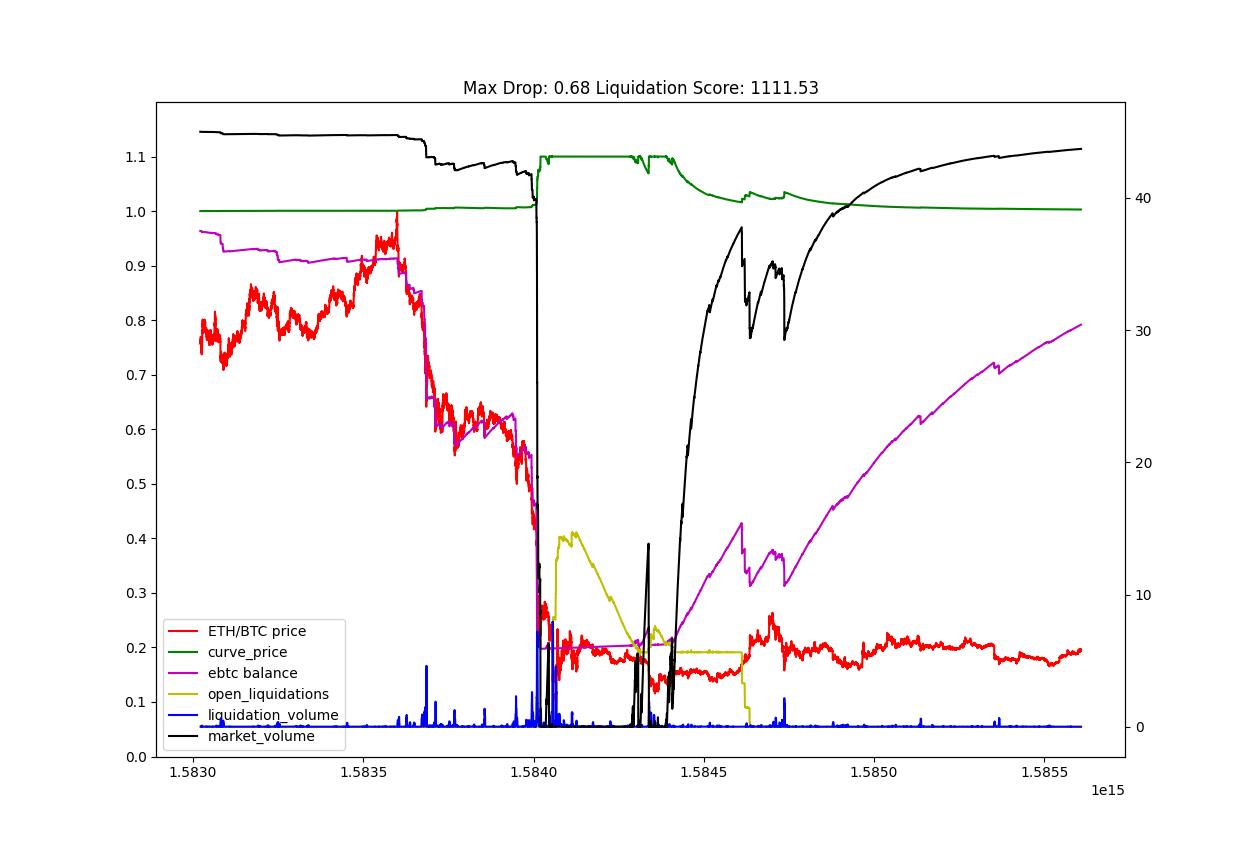 Max Drop: 0.68 Liquidation Score: 1111.53
1.1
1.0
0.9
0.8
0.7
0.6
0.5
0.4
0.3
0.2
0.1
0.0
40
30
20
10
0
ETH/BTC price
curve_price
ebtc balance
open_liquidations
liquidation_volume
market_volume
1.5830 1.5835 1.5840 1.5845 1.5850 1.5855
1e15